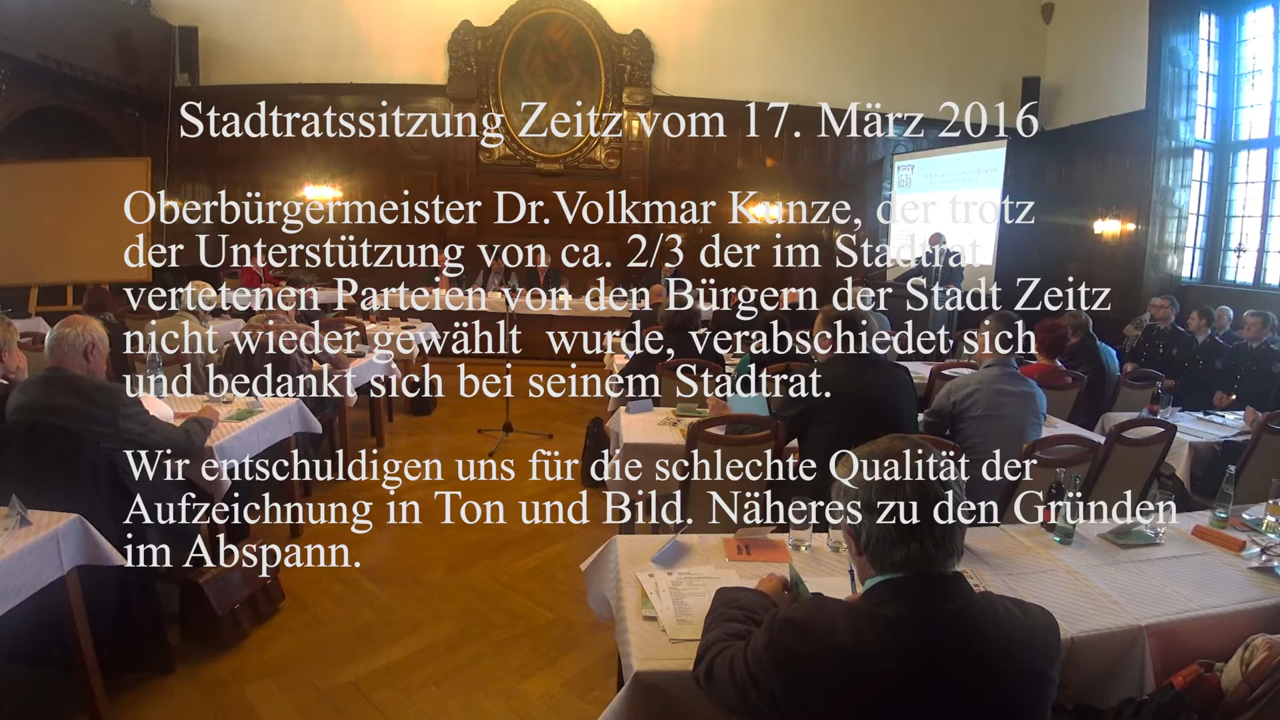 Stadtratssitzung Zeitz vom 17. März 2016
Oberbürgermeister Dr.Volkmar Kunze, der trotz
der Unterstützung von ca. 2/3 der im Stadtrat
vertetenen Parteien von den Bürgern der Stadt Zeitz
nicht wieder gewählt wurde, verabschiedet sich
und bedankt sich bei seinem Stadtrat.
Wir entschuldigen uns für die schlechte Qualität der
Aufzeichnung in Ton und Bild. Näheres zu den Gründen
im Abspann.